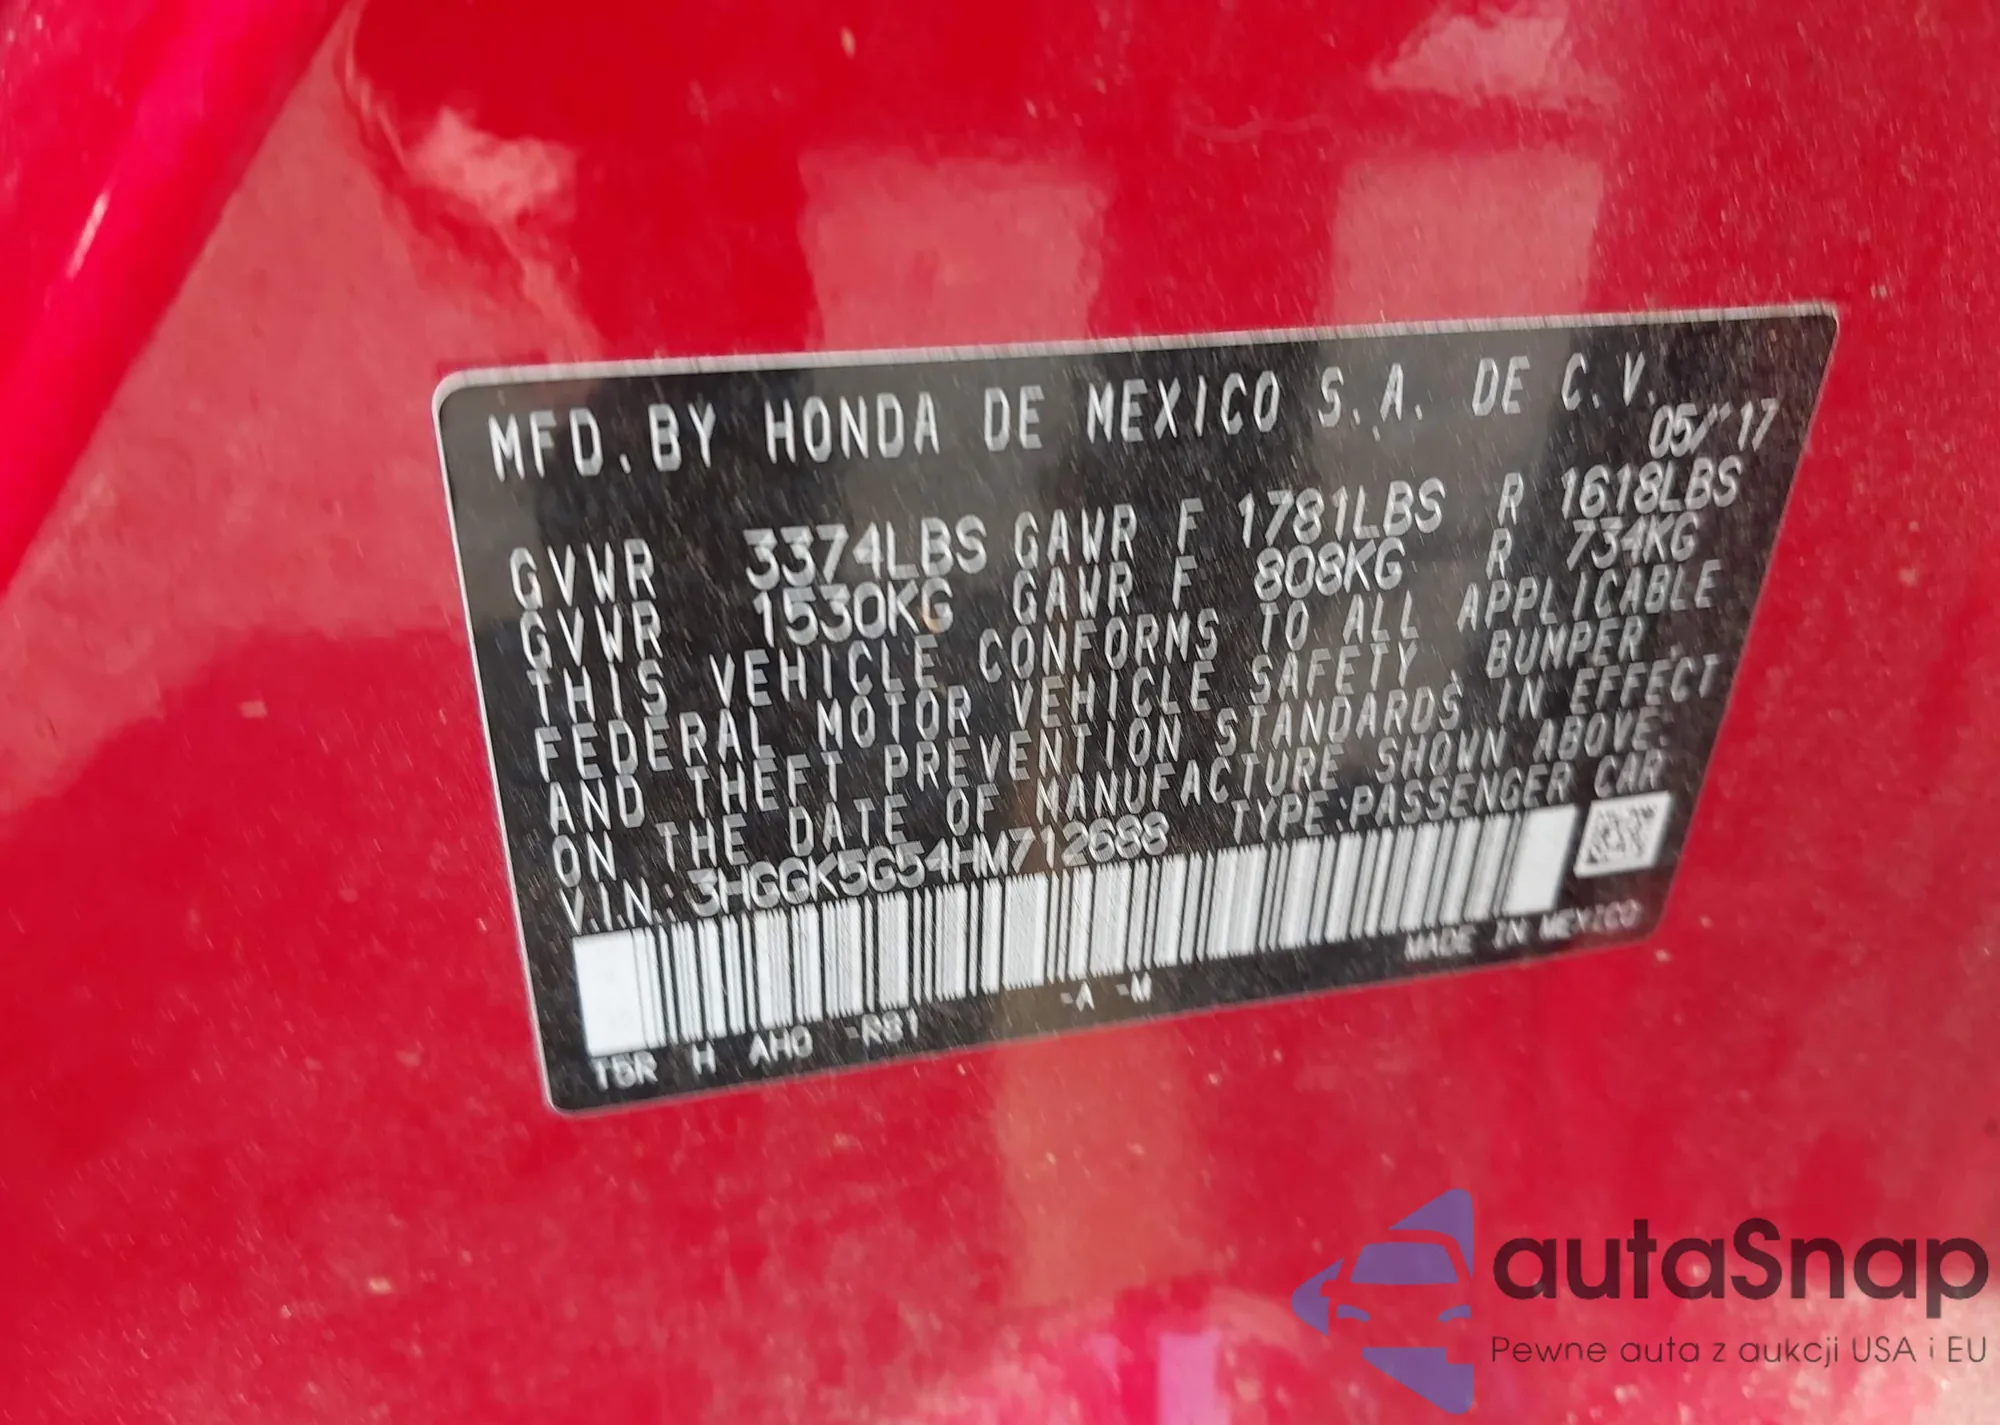 MFD. BY HONDA DE MEXICO S.A. DE C.V.
05/'17
GVWR 3374LBS GAWR F 1781LBS R 1618LBS
GVWR 1530KG GAWR F 808KG R 734KG
THIS VEHICLE CONFORMS TO ALL APPLICABLE
FEDERAL MOTOR VEHICLE SAFETY, BUMPER,
AND THEFT PREVENTION STANDARDS IN EFFECT
ON THE DATE OF MANUFACTURE SHOWN ABOVE.
V.I.N.: 3HGGK5G54HM712688 TYPE:PASSENGER CAR
MADE IN MEXICO
T5R H AH0 -R81 -A -M
autaSnap
Pewne auta z aukcji USA i EU